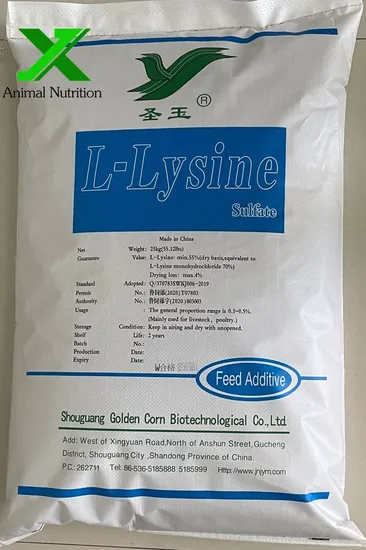 X
Animal Nutrition
圣玉 ®
L-Lysine
Sulfate
Made in China
Net Weight: 25kg(55.12lbs)
Guarantee Value: L-Lysine: min.55%(dry basis,equivalent to
L-Lysine monohydrochloride 70%)
Drying loss: max.4%
Standard Adopted: Q/370783SWKJ006-2019
Permit No.: 鲁饲添(2020)T07803
Authority No.: 鲁饲添字(2020)803003
Usage : The general proportion range is 0.1-0.5%.
(Mainly used for livestock, poultry.)
Storage Condition: Keep in airing and dry with unopened.
Shelf Life: 2 years
Batch No.:
Production Date:
Expiry Date:
W合格
Feed Additive
Shouguang Golden Corn Biotechnological Co.,Ltd
Add: West of Xingyuan Road,North of Anshun Street,Gucheng
District, Shouguang City ,Shandong Province of China.
P.C. 262711 Tel: 86-536-5185888 5185999 Http://www.jnjym.com